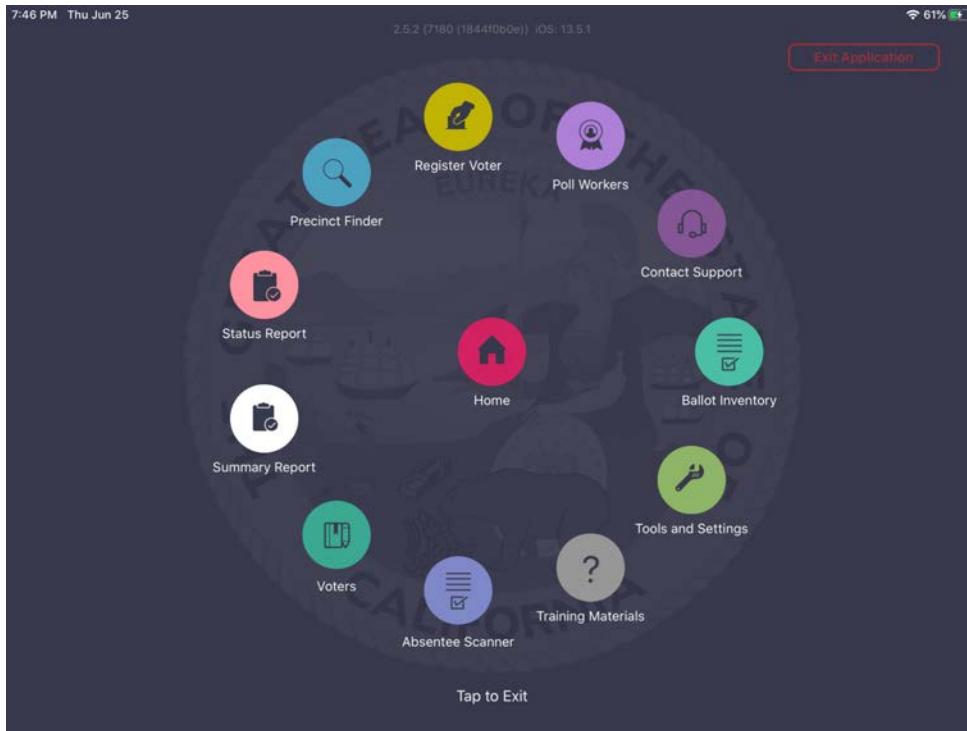 7:46 PM Thu Jun 25
61%
2.5.2 (7180 (1844f0b0e)) iOS: 13.5.1
Exit Application
Register Voter
Poll Workers
Precinct Finder
Contact Support
Status Report
Home
Ballot Inventory
Summary Report
Tools and Settings
Voters
Training Materials
Absentee Scanner
Tap to Exit
EUREKA
CALIFORNIA